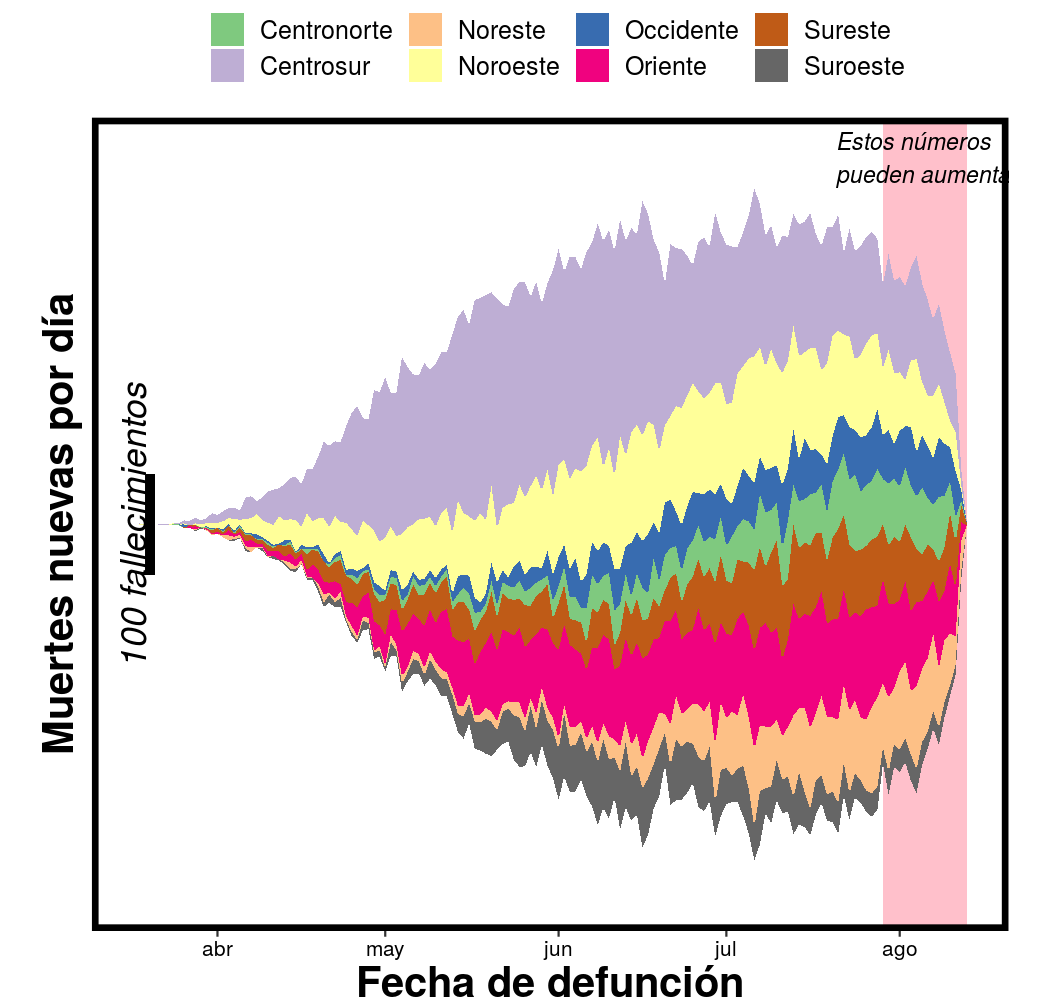 Centronorte Noreste Occidente Sureste
Centrosur Noroeste Oriente Suroeste
Estos números
pueden aumenta
Muertes nuevas por día
100 fallecimientos
abr may jun jul ago
Fecha de defunción